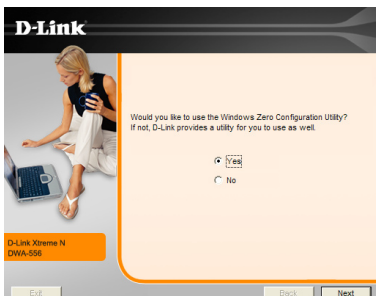 D-Link
Would you like to use the Windows Zero Configuration Utility?
If not, D-Link provides a utility for you to use as well.
Yes
No
D-Link Xtreme N
DWA-556
Exit
Back
Next